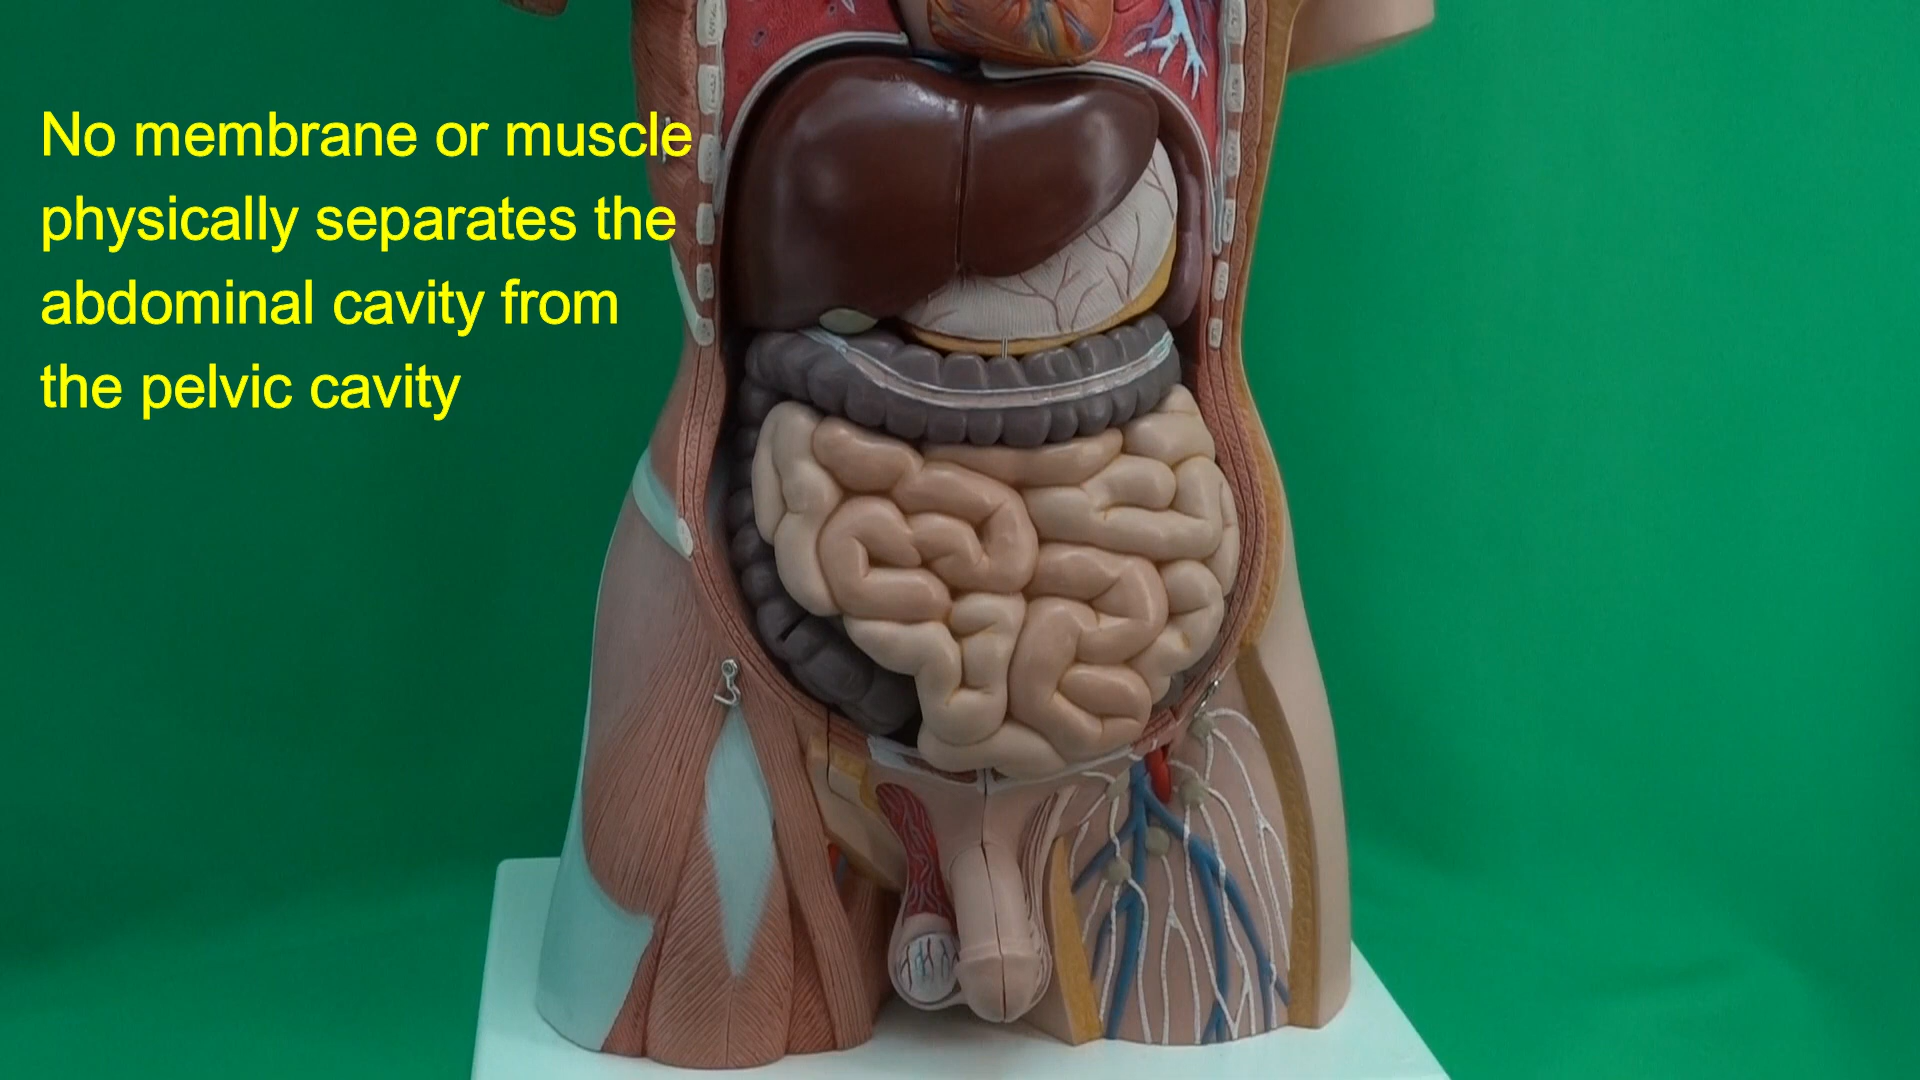 No membrane or muscle
physically separates the
abdominal cavity from
the pelvic cavity